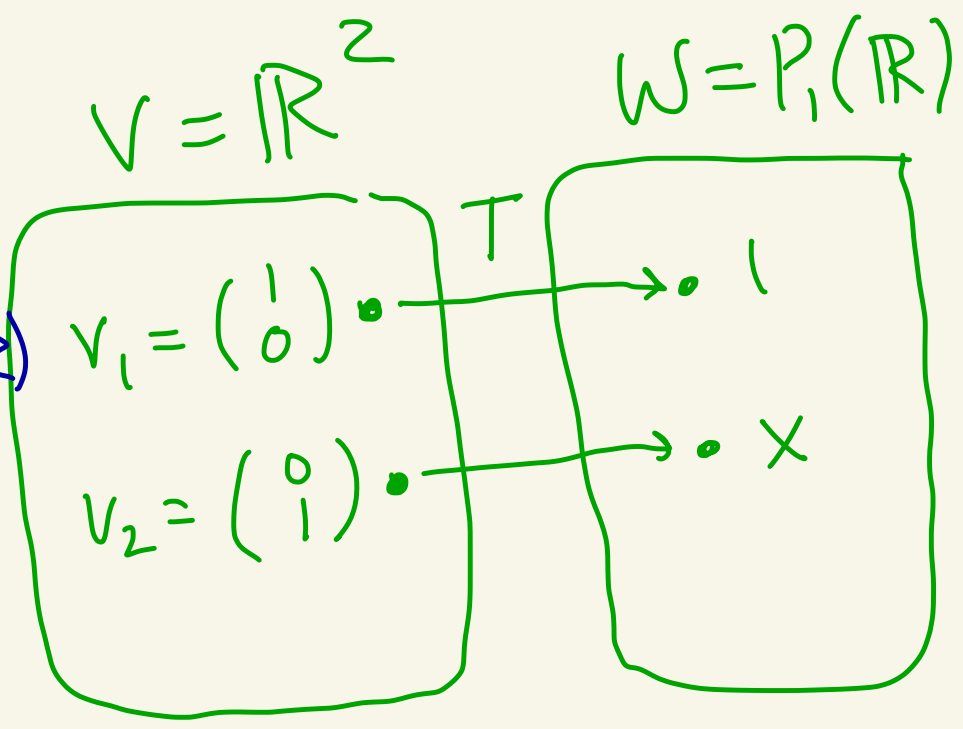 V = ℝ² W = P₁(ℝ)
T
v₁ = (1 0) 1
v₂ = (0 1) x